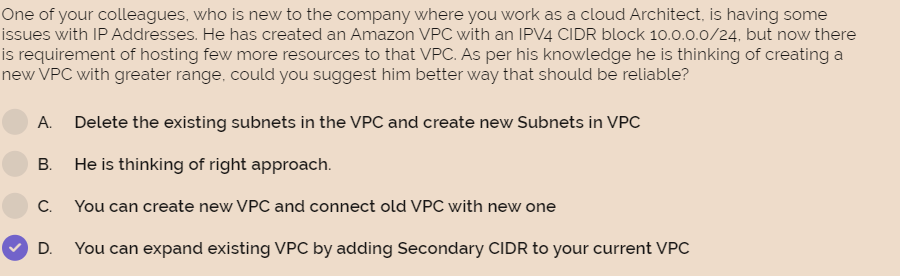 One of your colleagues, who is new to the company where you work as a cloud Architect, is having some
issues with IP Addresses. He has created an Amazon VPC with an IPV4 CIDR block 10.0.0.0/24, but now there
is requirement of hosting few more resources to that VPC. As per his knowledge he is thinking of creating a
new VPC with greater range, could you suggest him better way that should be reliable?
A. Delete the existing subnets in the VPC and create new Subnets in VPC
B. He is thinking of right approach.
C. You can create new VPC and connect old VPC with new one
D. You can expand existing VPC by adding Secondary CIDR to your current VPC